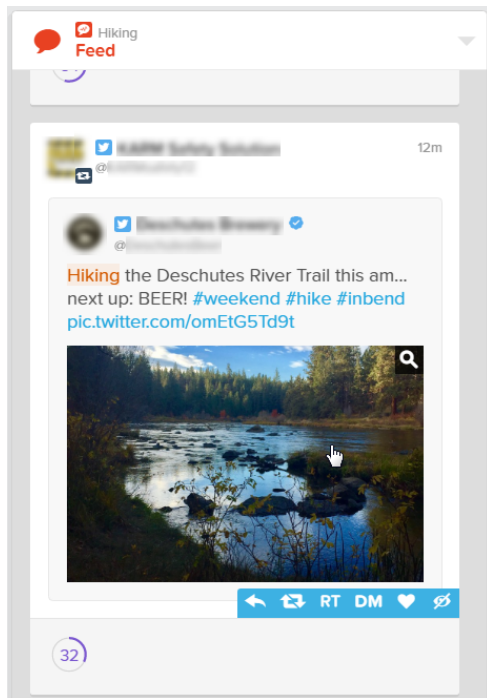 Hiking
Feed
12m
@
@
Hiking the Deschutes River Trail this am...
next up: BEER! #weekend #hike #inbend
pic.twitter.com/omEtG5Td9t
RT DM
32